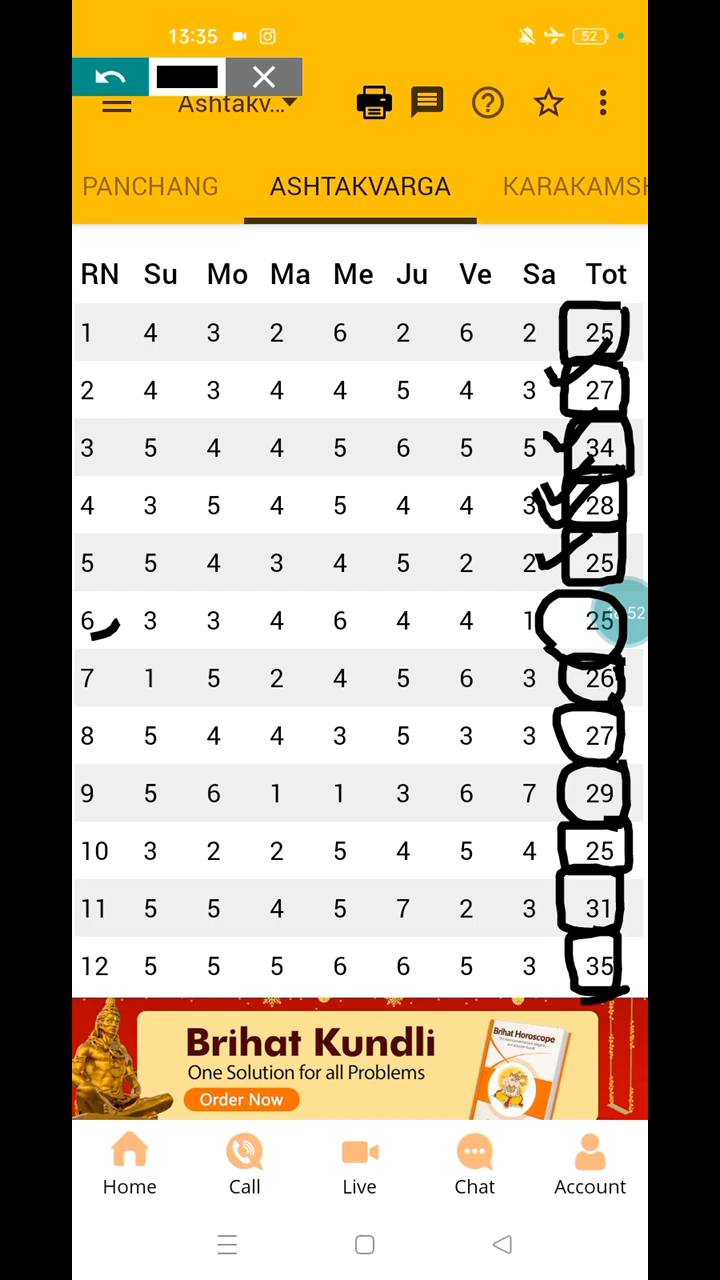 13:35 52
Ashtakv...
PANCHANG ASHTAKVARGA KARAKAMSH
RN Su Mo Ma Me Ju Ve Sa Tot
1 4 3 2 6 2 6 2 25
2 4 3 4 4 5 4 3 27
3 5 4 4 5 6 5 5 34
4 3 5 4 5 4 4 3 28
5 5 4 3 4 5 2 2 25
6 3 3 4 6 4 4 1 25
7 1 5 2 4 5 6 3 26
8 5 4 4 3 5 3 3 27
9 5 6 1 1 3 6 7 29
10 3 2 2 5 4 5 4 25
11 5 5 4 5 7 2 3 31
12 5 5 5 6 6 5 3 35
Brihat Kundli
One Solution for all Problems
Order Now
Brihat Horoscope
Home Call Live Chat Account